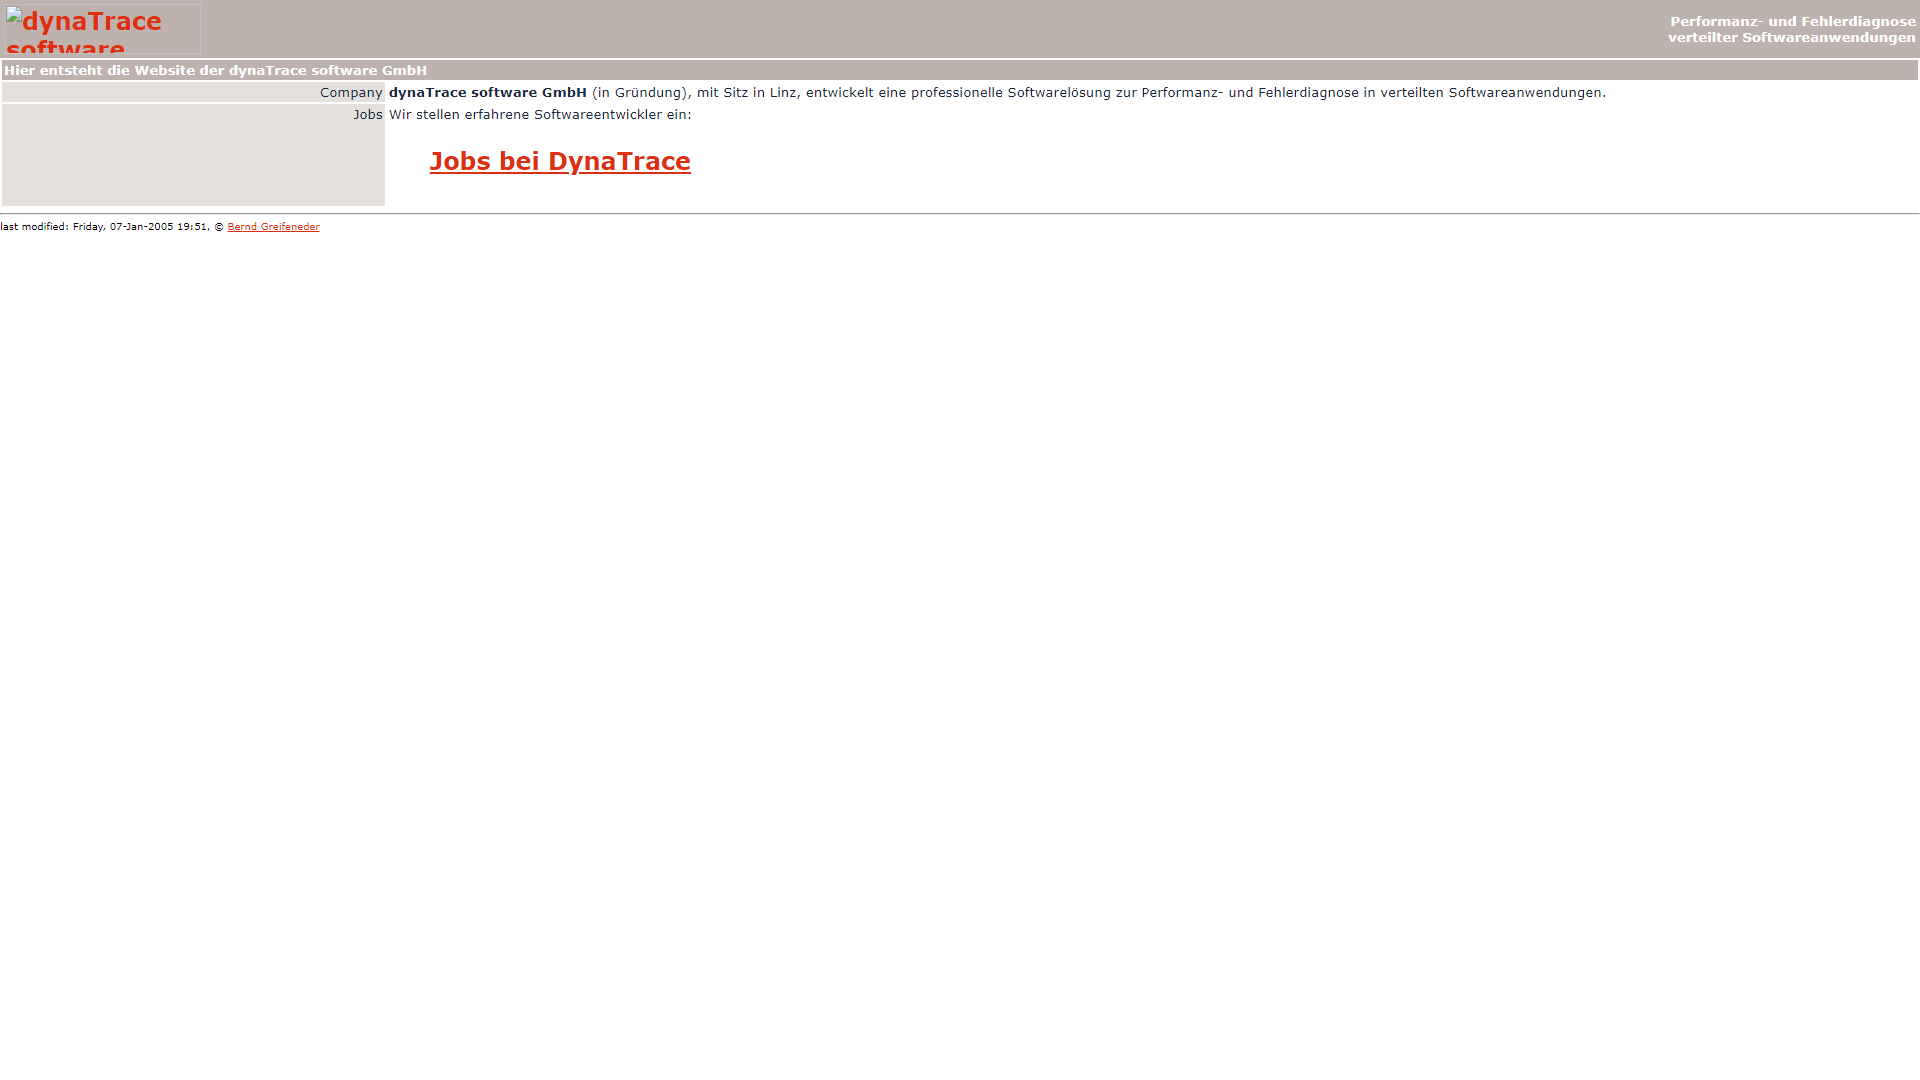 dynaTrace
software
Performanz- und Fehlerdiagnose
verteilter Softwareanwendungen
Hier entsteht die Website der dynaTrace software GmbH
Company dynaTrace software GmbH (in Gründung), mit Sitz in Linz, entwickelt eine professionelle Softwarelösung zur Performanz- und Fehlerdiagnose in verteilten Softwareanwendungen.
Jobs Wir stellen erfahrene Softwareentwickler ein:
Jobs bei DynaTrace
last modified: Friday, 07-Jan-2005 19:51, © Bernd Greifeneder